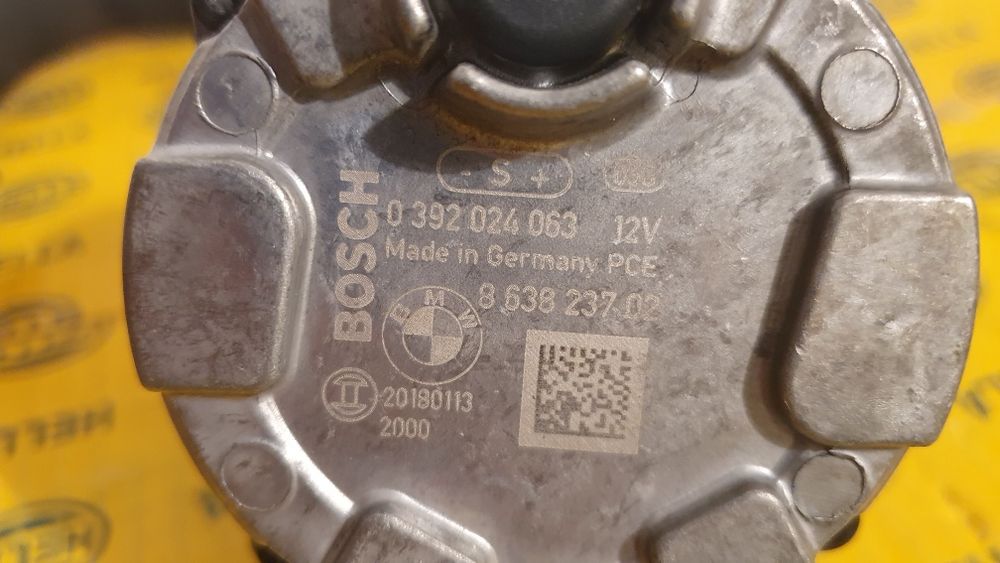 - S +
0 392 024 063 12V
Made in Germany PCE
BOSCH
BMW
8 638 237 02
20180113
2000